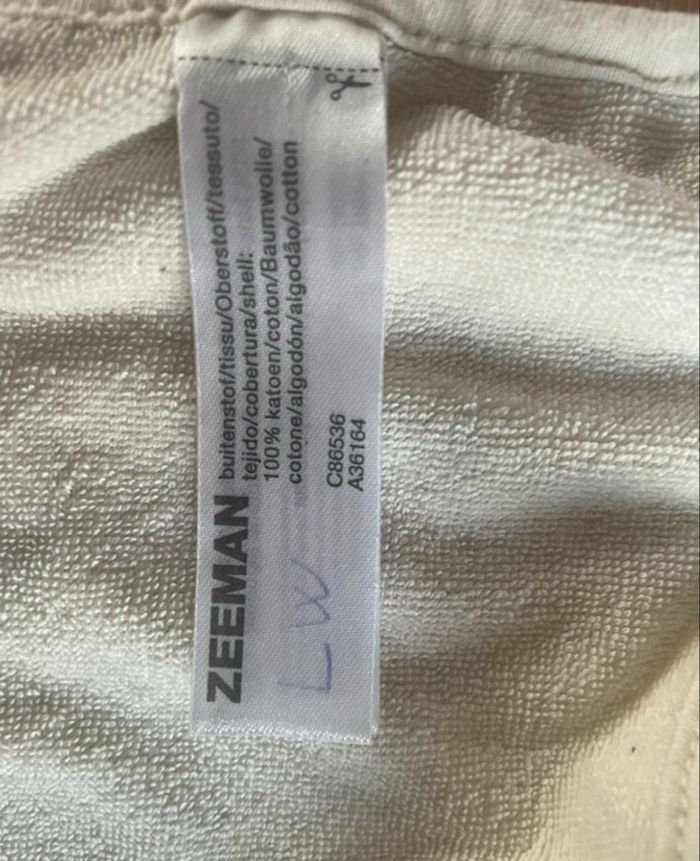 ZEEMAN
buitenstof/tissu/Oberstoff/tessuto/
tejido/cobertura/shell:
100% katoen/coton/Baumwolle/
cotone/algodón/algodão/cotton
C86536
A36164
LW